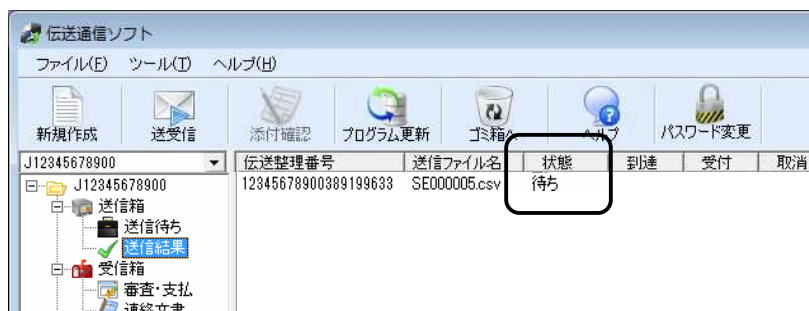 伝送通信ソフト
ファイル(F) ツール(T) ヘルプ(H)
新規作成 送受信 添付確認 プログラム更新 ゴミ箱へ ヘルプ パスワード変更
J12345678900 伝送整理番号 送信ファイル名 状態 到達 受付 取消
J12345678900 12345678900389199633 SE000005.csv 待ち
送信箱
送信待ち
送信結果
受信箱
審査・支払
連絡文書